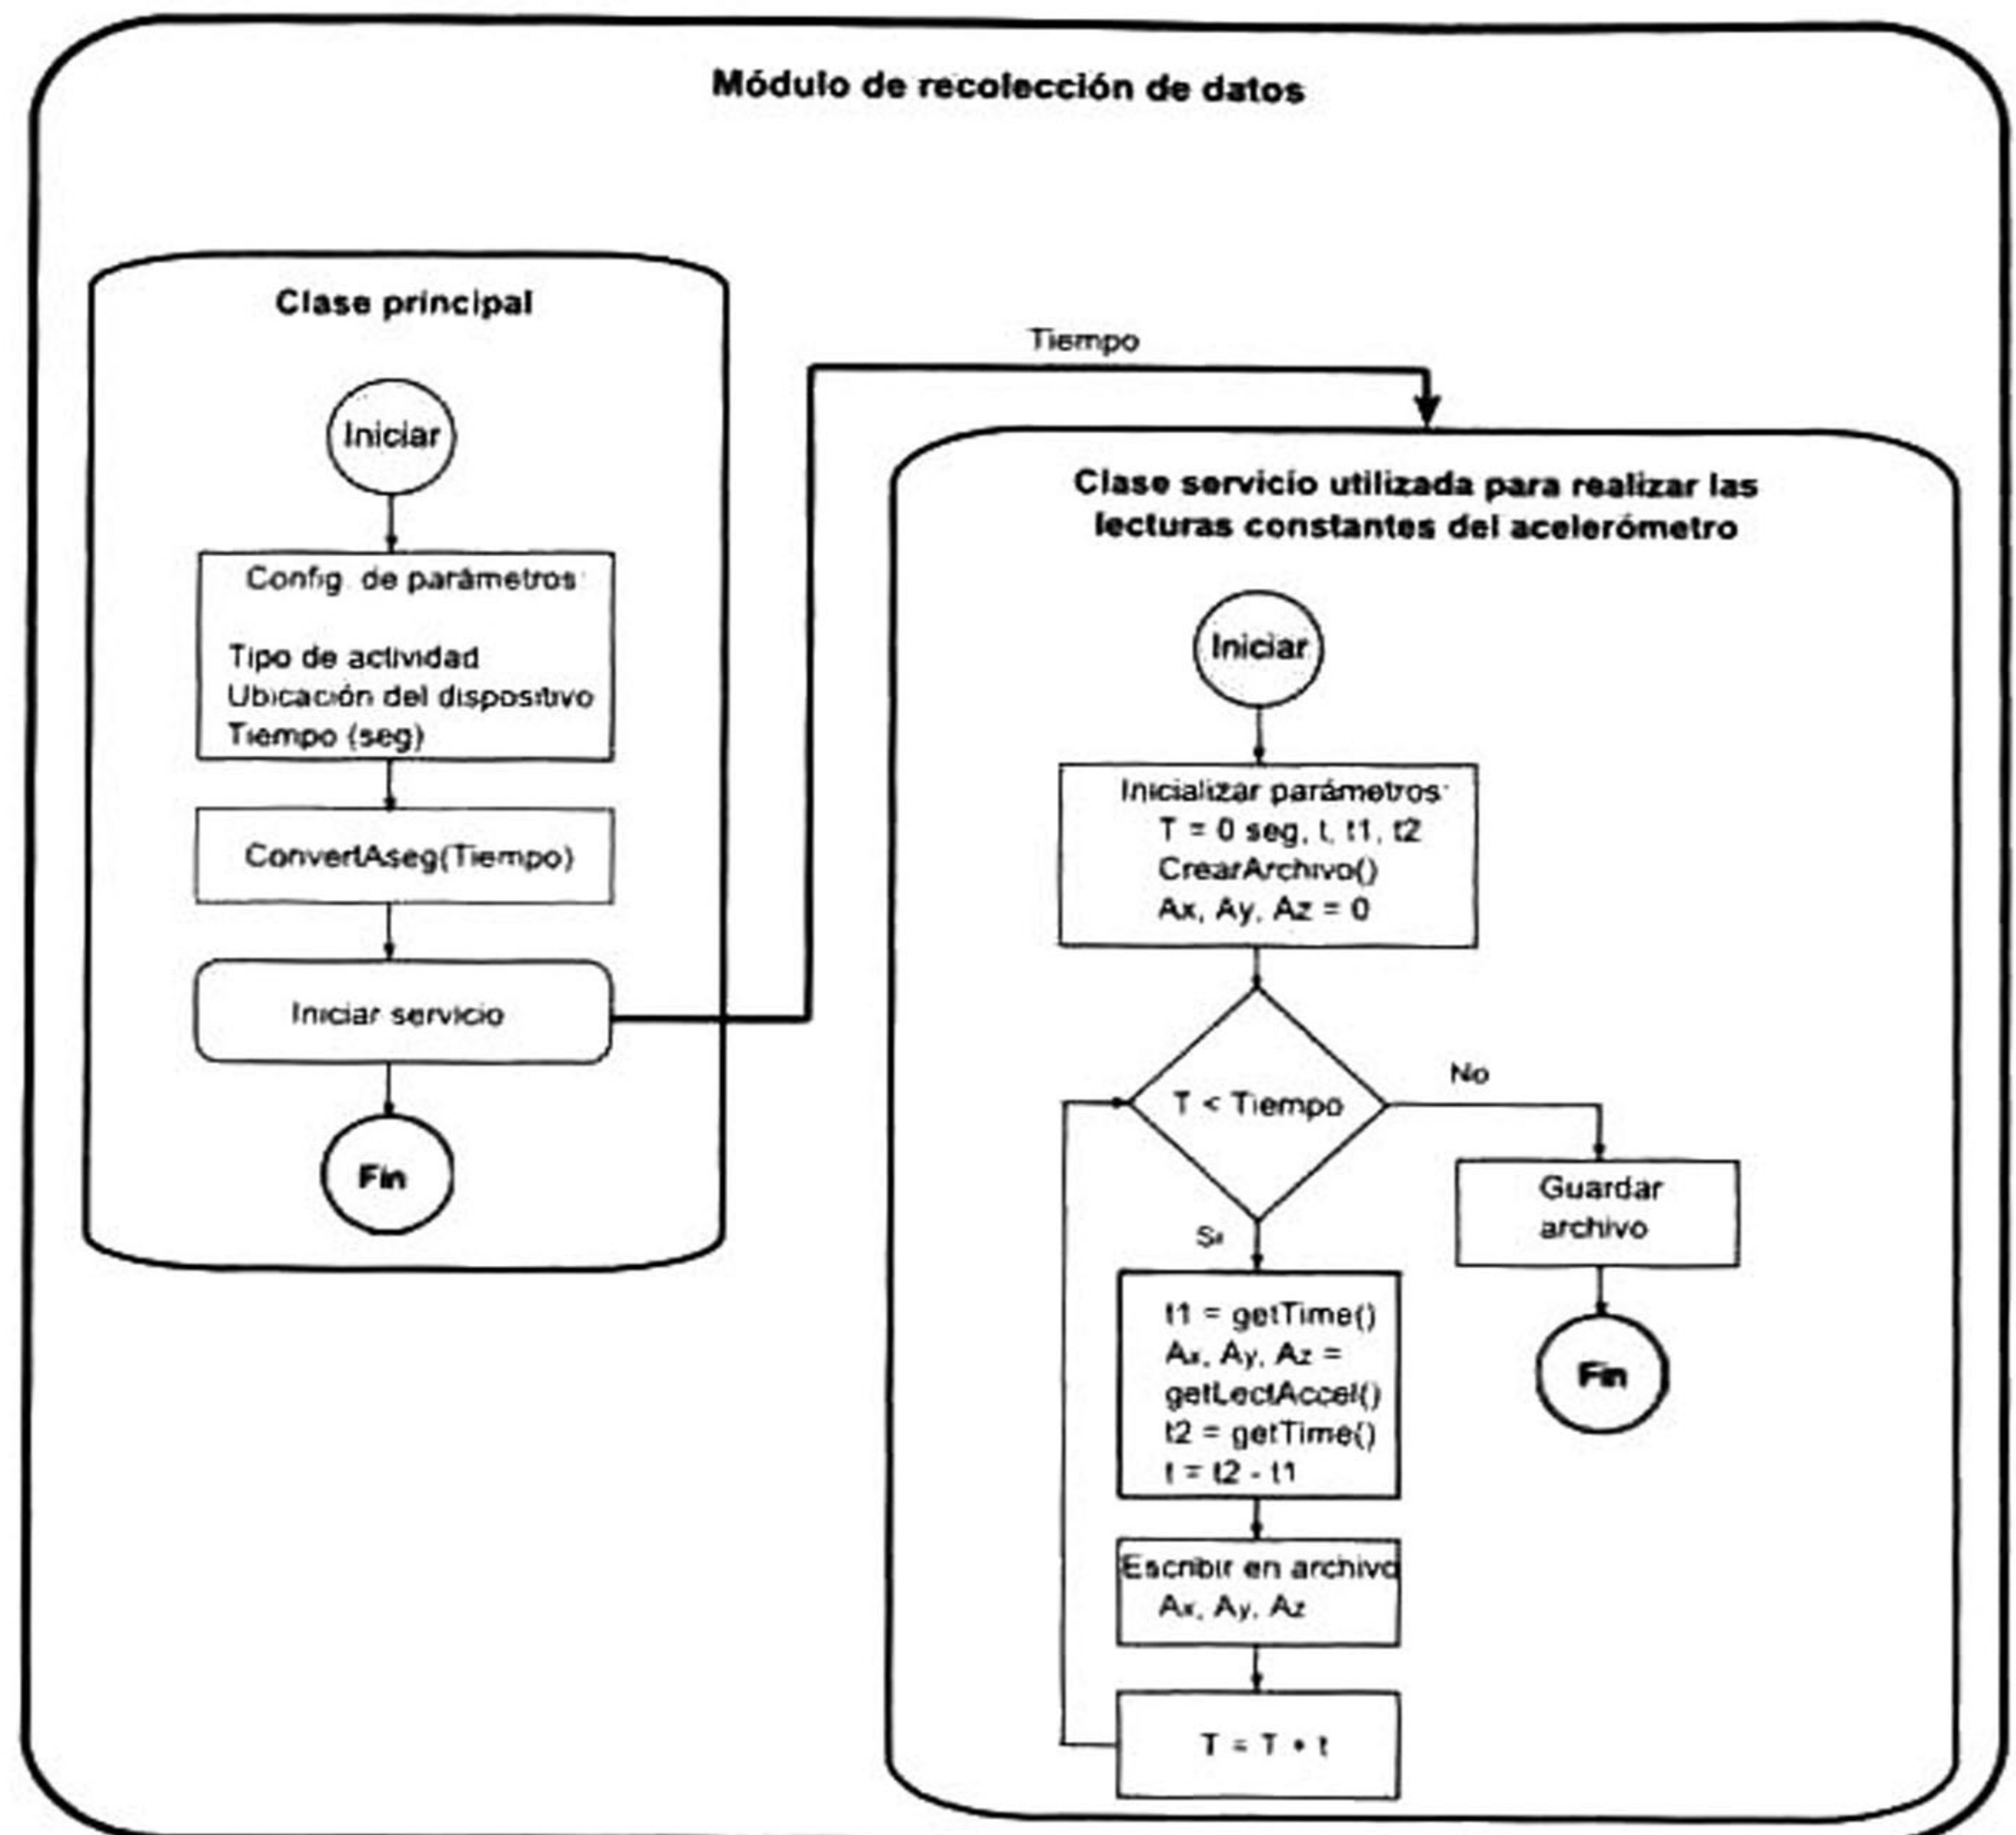 Módulo de recolección de datos
Clase principal
Iniciar
Config. de parámetros:
Tipo de actividad
Ubicación del dispositivo
Tiempo (seg)
ConvertAseg(Tiempo)
Iniciar servicio
Fin
Tiempo
Clase servicio utilizada para realizar las
lecturas constantes del acelerómetro
Iniciar
Inicializar parámetros:
T = 0 seg, t, t1, t2
CrearArchivo()
Ax, Ay, Az = 0
T < Tiempo
No
Guardar
archivo
Fin
Si
t1 = getTime()
Ax, Ay, Az =
getLectAccel()
t2 = getTime()
t = t2 - t1
Escribir en archivo
Ax, Ay, Az
T = T + t